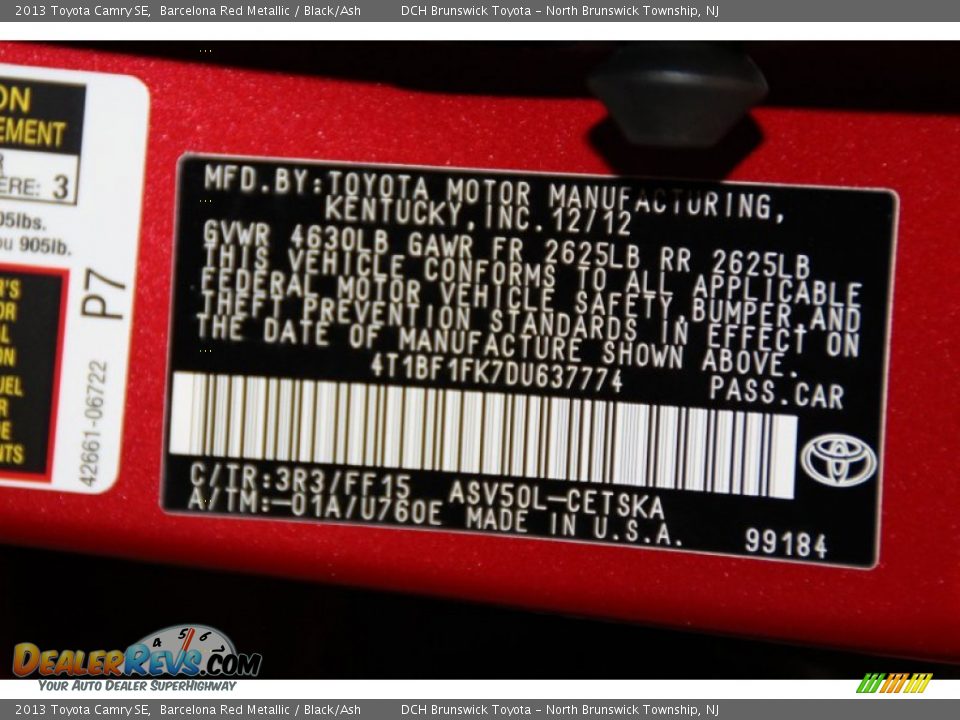 2013 Toyota Camry SE, Barcelona Red Metallic / Black/Ash DCH Brunswick Toyota - North Brunswick Township, NJ
ON
EMENT
ERE: 3
05lbs.
ou 905lb.
P7
42661-06722
MFD.BY:TOYOTA MOTOR MANUFACTURING,
KENTUCKY,INC.12/12
GVWR 4630LB GAWR FR 2625LB RR 2625LB
THIS VEHICLE CONFORMS TO ALL APPLICABLE
FEDERAL MOTOR VEHICLE SAFETY,BUMPER,AND
THEFT PREVENTION STANDARDS IN EFFECT ON
THE DATE OF MANUFACTURE SHOWN ABOVE.
4T1BF1FK7DU637774 PASS.CAR
C/TR:3R3/FF15 ASV50L-CETSKA
A/TM:-01A/U760E MADE IN U.S.A.
99184
4 5 6
DealerRevs.com
Your Auto Dealer SuperHighway
2013 Toyota Camry SE, Barcelona Red Metallic / Black/Ash DCH Brunswick Toyota - North Brunswick Township, NJ